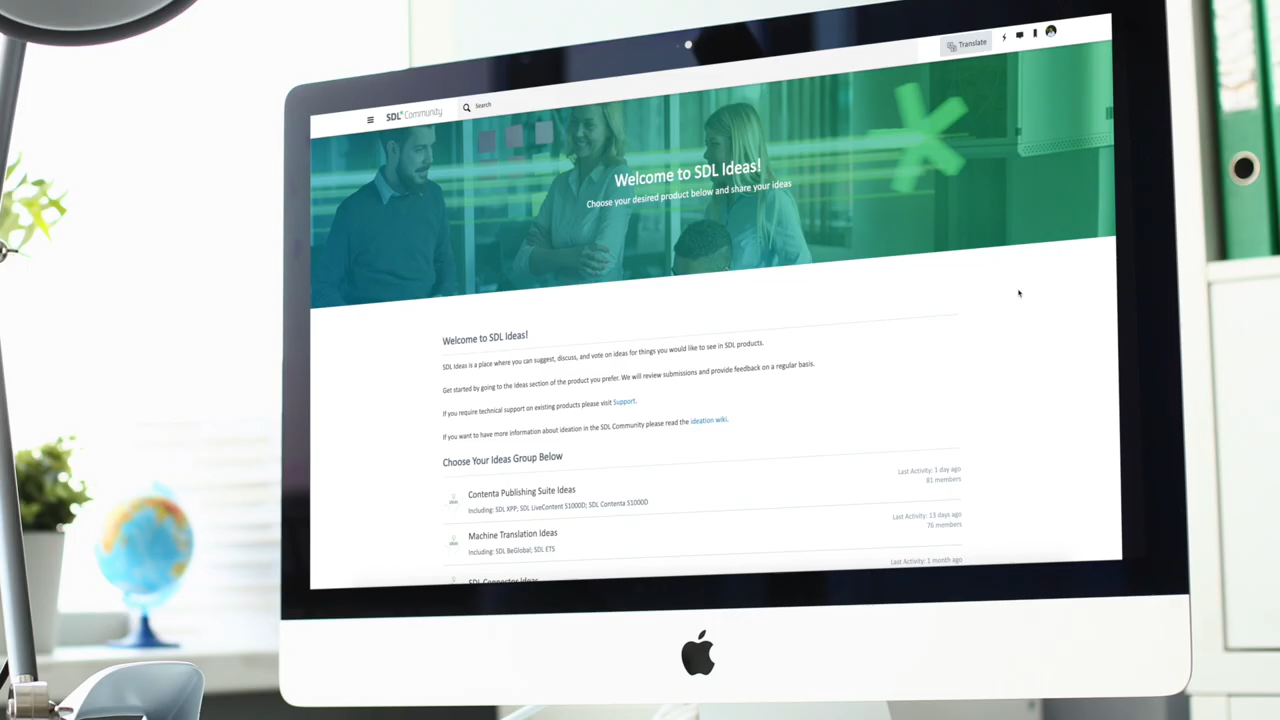 Translate
SDL*Community
Search
Welcome to SDL Ideas!
Choose your desired product below and share your ideas
Welcome to SDL Ideas!
SDL Ideas is a place where you can suggest, discuss, and vote on ideas for things you would like to see in SDL products.
Get started by going to the Ideas section of the product you prefer. We will review submissions and provide feedback on a regular basis.
If you require technical support on existing products please visit Support.
If you want to have more information about ideation in the SDL Community please read the ideation wiki.
Choose Your Ideas Group Below
Contenta Publishing Suite Ideas
Last Activity: 1 day ago
Including: SDL XPP; SDL LiveContent S1000D; SDL Contenta S1000D
81 members
Machine Translation Ideas
Last Activity: 13 days ago
Including: SDL BeGlobal; SDL ETS
76 members
SDL Connector Ideas
Last Activity: 1 month ago